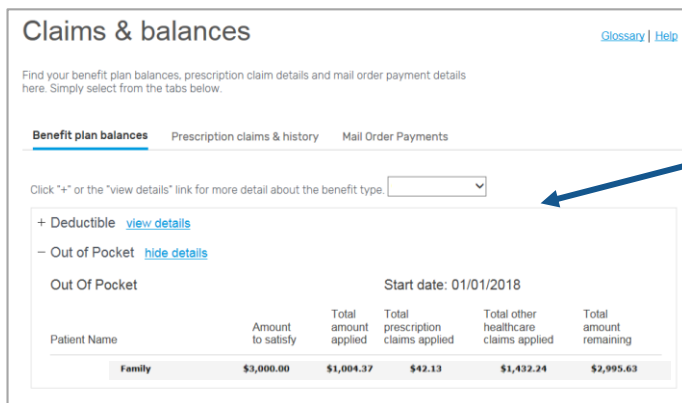 Claims & balances
Glossary | Help
Find your benefit plan balances, prescription claim details and mail order payment details
here. Simply select from the tabs below.
Benefit plan balances Prescription claims & history Mail Order Payments
Click "+" or the "view details" link for more detail about the benefit type.
+ Deductible view details
− Out of Pocket hide details
Out Of Pocket Start date: 01/01/2018
Patient Name Amount to satisfy Total amount applied Total prescription claims applied Total other healthcare claims applied Total amount remaining
Family $3,000.00 $1,004.37 $42.13 $1,432.24 $2,995.63